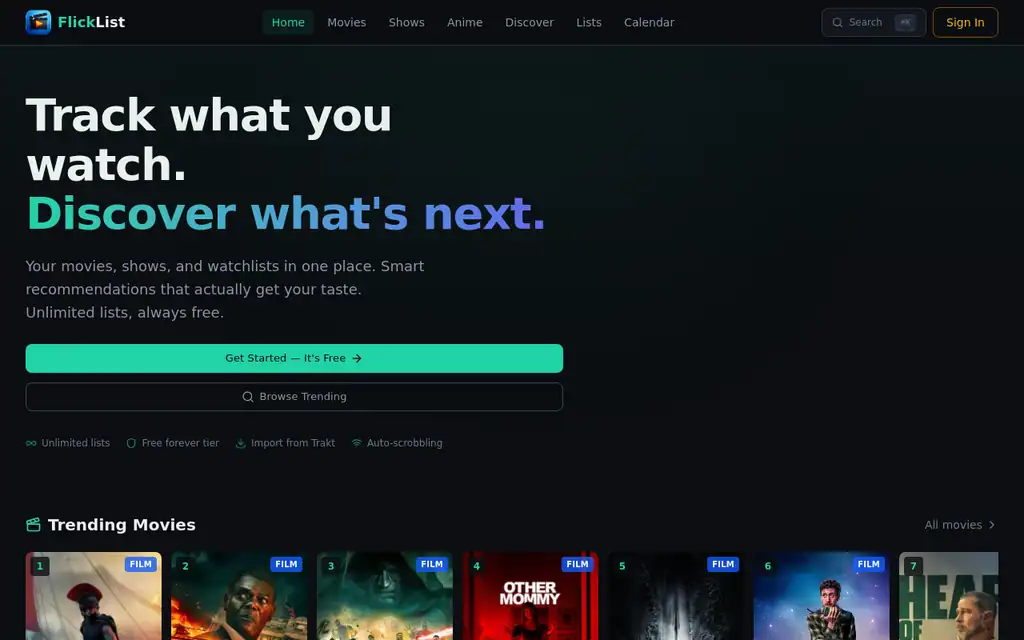 FlickList
Home
Movies
Shows
Anime
Discover
Lists
Calendar
Search
⌘K
Sign In
Track what you
watch.
Discover what's next.
Your movies, shows, and watchlists in one place. Smart
recommendations that actually get your taste.
Unlimited lists, always free.
Get Started — It's Free →
Browse Trending
Unlimited lists
Free forever tier
Import from Trakt
Auto-scrobbling
Trending Movies
All movies
1
FILM
2
FILM
3
FILM
4
FILM
OTHER
MOMMY
5
FILM
6
FILM
7